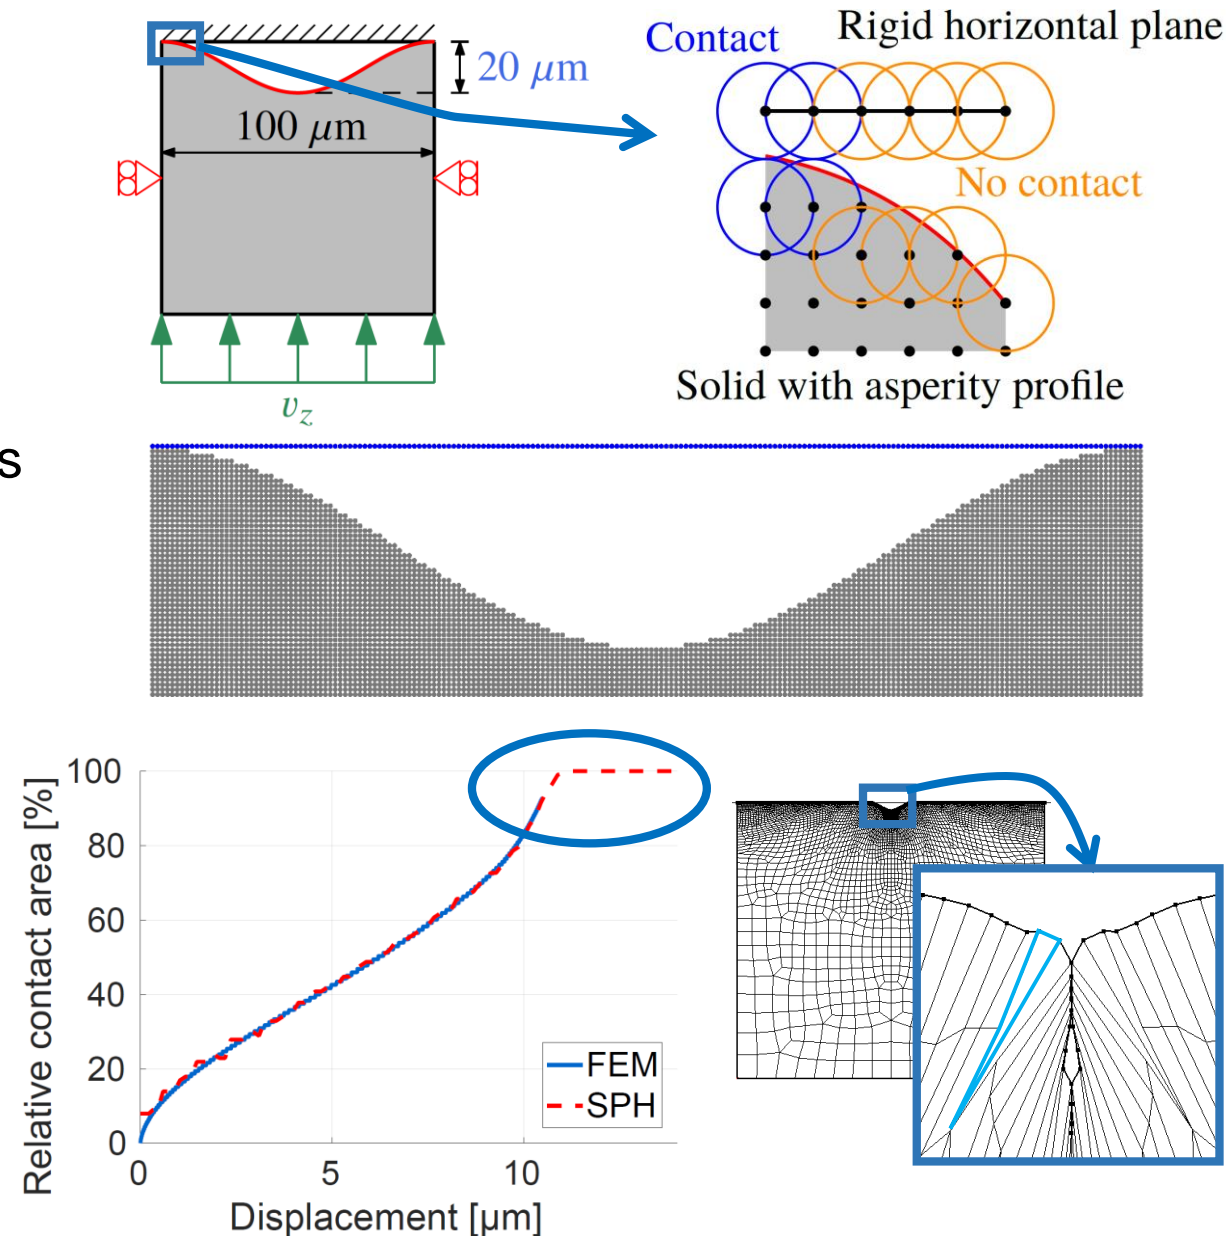 Contact
Rigid horizontal plane
20 μm
100 μm
No contact
v_z
Solid with asperity profile
s
Relative contact area [%]
100
80
60
40
20
0
FEM
SPH
0
5
10
Displacement [μm]